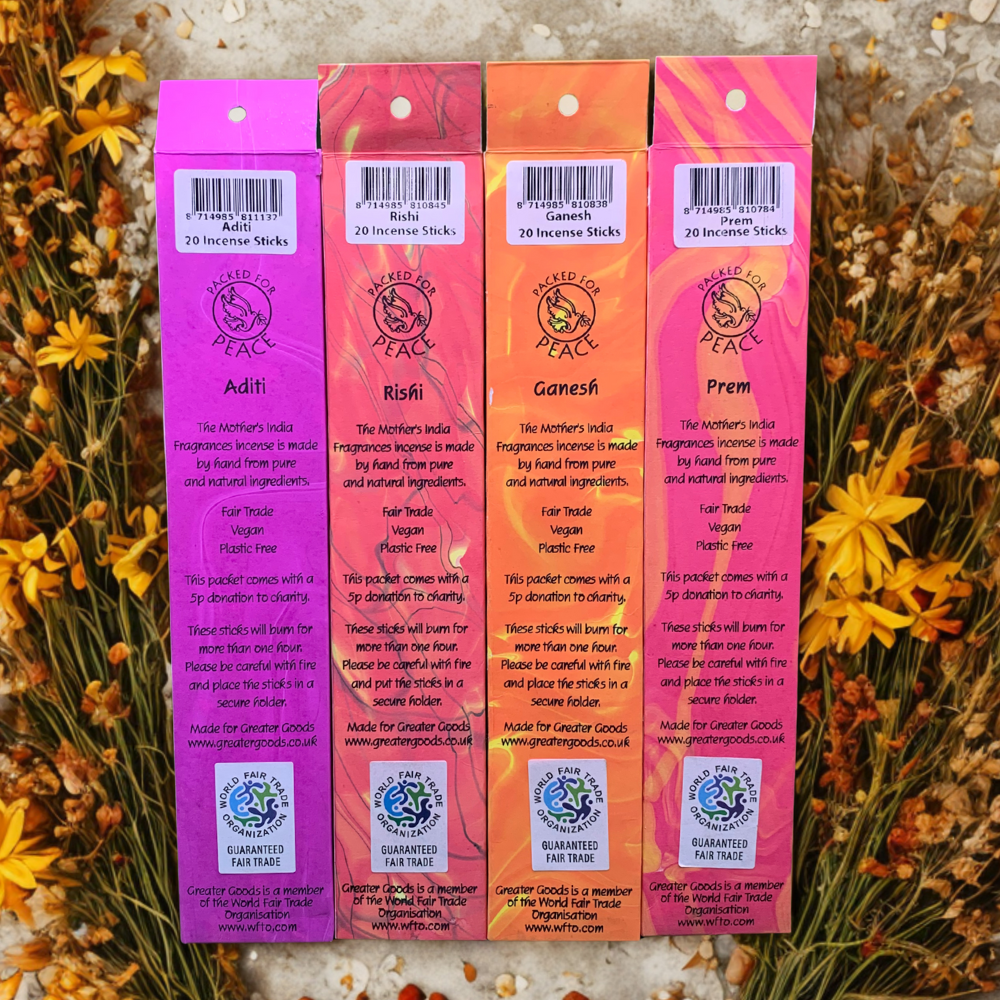 8 714985 811137
Aditi
20 Incense Sticks
PACKED FOR
PEACE
Aditi
The Mother's India
Fragrances incense is made
by hand from pure
and natural ingredients.
Fair Trade
Vegan
Plastic Free
This packet comes with a
5p donation to charity.
These sticks will burn for
more than one hour.
Please be careful with fire
and place the sticks in a
secure holder.
Made for Greater Goods
www.greatergoods.co.uk
WORLD FAIR TRADE
ORGANIZATION
GUARANTEED
FAIR TRADE
Greater Goods is a member
of the World Fair Trade
Organisation
www.wfto.com
8 714985 810845
Rishi
20 Incense Sticks
PACKED FOR
PEACE
Rishi
The Mother's India
Fragrances incense is made
by hand from pure
and natural ingredients.
Fair Trade
Vegan
Plastic Free
This packet comes with a
5p donation to charity.
These sticks will burn for
more than one hour.
Please be careful with fire
and put the sticks in a
secure holder.
Made for Greater Goods
www.greatergoods.co.uk
WORLD FAIR TRADE
ORGANIZATION
GUARANTEED
FAIR TRADE
Greater Goods is a member
of the World Fair Trade
Organisation
www.wfto.com
8 714985 810838
Ganesh
20 Incense Sticks
PACKED FOR
PEACE
Ganesh
The Mother's India
Fragrances incense is made
by hand from pure
and natural ingredients.
Fair Trade
Vegan
Plastic Free
This packet comes with a
5p donation to charity.
These sticks will burn for
more than one hour.
Please be careful with fire
and place the sticks in a
secure holder.
Made for Greater Goods
www.greatergoods.co.uk
WORLD FAIR TRADE
ORGANIZATION
GUARANTEED
FAIR TRADE
Greater Goods is a member
of the World Fair Trade
Organisation
www.wfto.com
8 714985 810784
Prem
20 Incense Sticks
PACKED FOR
PEACE
Prem
The Mother's India
Fragrances incense is made
by hand from pure
and natural ingredients.
Fair Trade
Vegan
Plastic Free
This packet comes with a
5p donation to charity.
These sticks will burn for
more than one hour.
Please be careful with fire
and place the sticks in a
secure holder.
Made for Greater Goods
www.greatergoods.co.uk
WORLD FAIR TRADE
ORGANIZATION
GUARANTEED
FAIR TRADE
Greater Goods is a member
of the World Fair Trade
Organisation
www.wfto.com